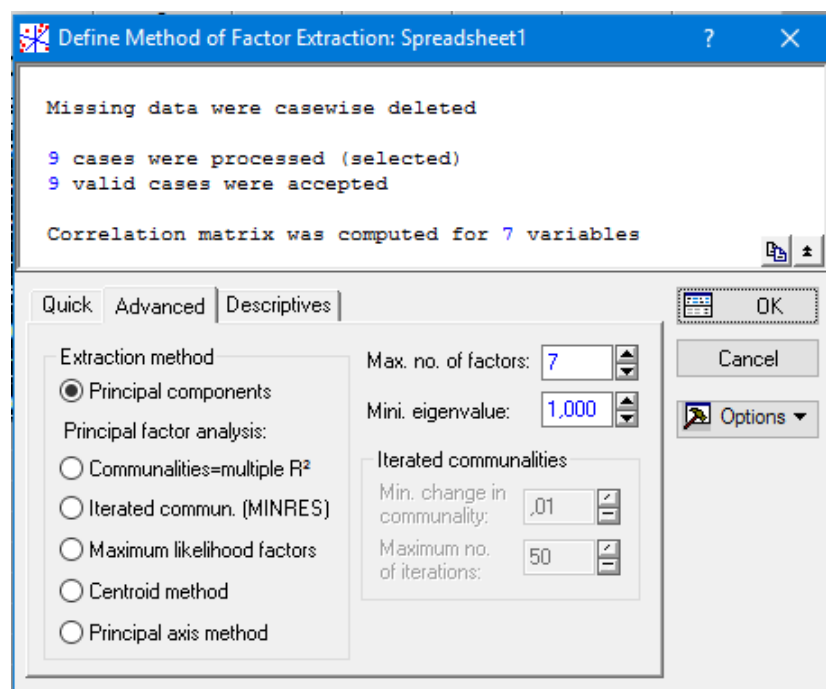 Define Method of Factor Extraction: Spreadsheet1 ?
Missing data were casewise deleted
9 cases were processed (selected)
9 valid cases were accepted
Correlation matrix was computed for 7 variables
Quick Advanced Descriptives
OK
Cancel
Options
Extraction method
Principal components
Principal factor analysis:
Communalities=multiple R²
Iterated commun. (MINRES)
Maximum likelihood factors
Centroid method
Principal axis method
Max. no. of factors: 7
Mini. eigenvalue: 1,000
Iterated communalities
Min. change in
communality: ,01
Maximum no.
of iterations: 50